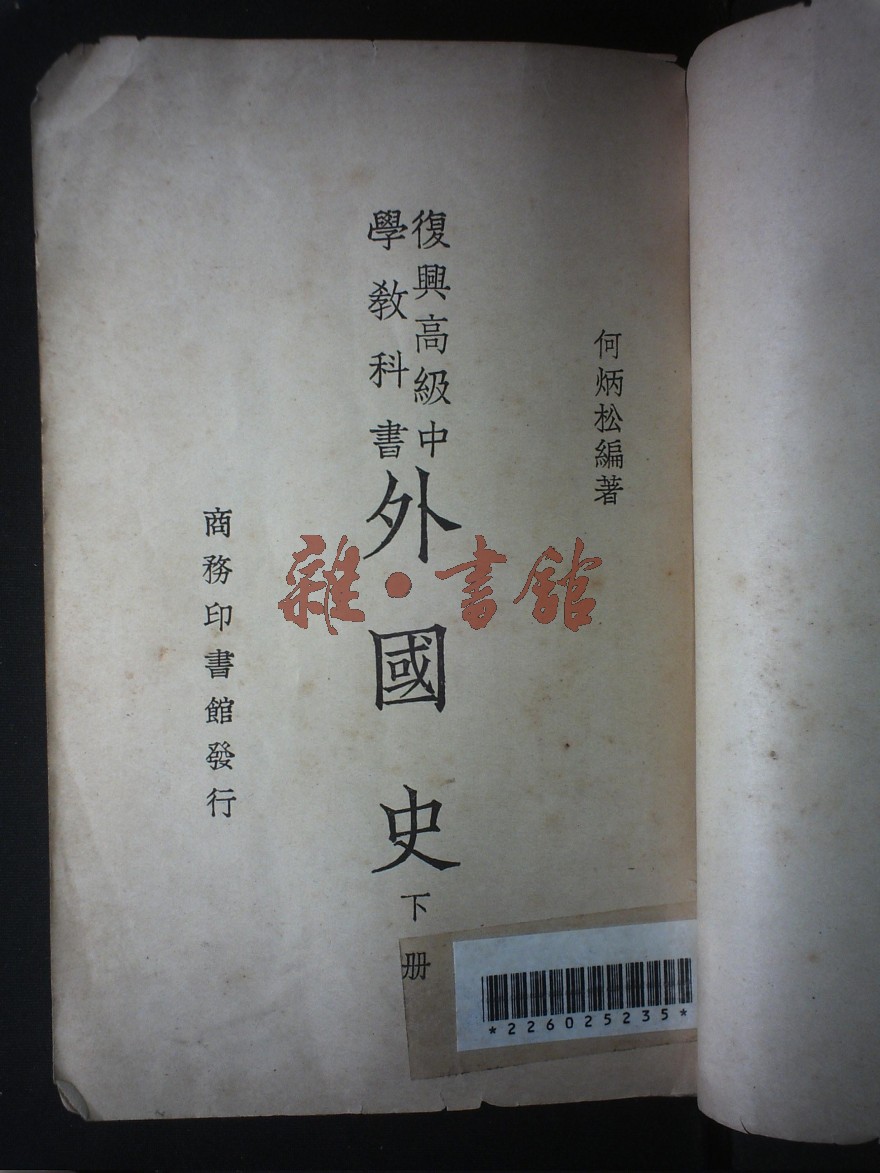 何炳松編著
復興高級中
學教科書
外國史
下册
商務印書館發行
雜·書館
*226025235*